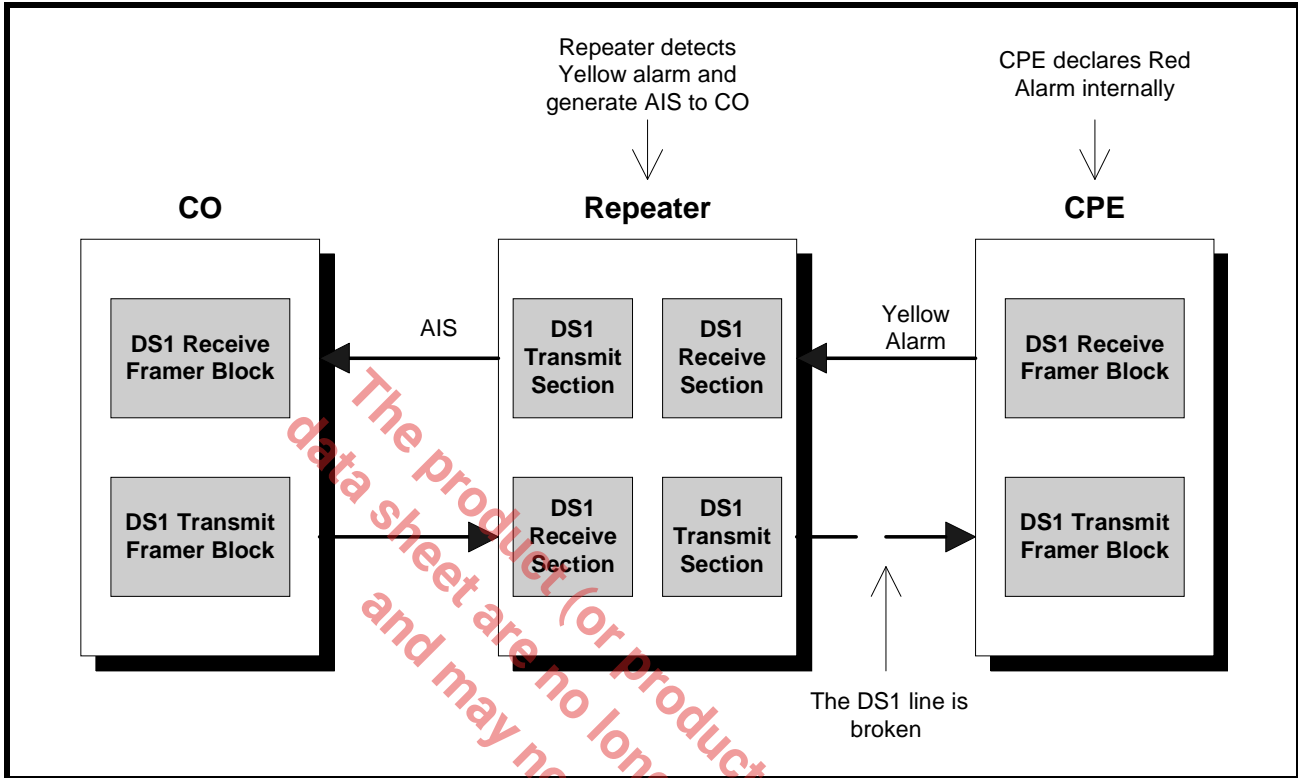 Repeater detects
Yellow alarm and
generate AIS to CO
CPE declares Red
Alarm internally
CO
Repeater
CPE
DS1 Receive
Framer Block
AIS
DS1
Transmit
Section
DS1
Receive
Section
Yellow
Alarm
DS1 Receive
Framer Block
DS1 Transmit
Framer Block
DS1
Receive
Section
DS1
Transmit
Section
DS1 Transmit
Framer Block
The DS1 line is
broken
The product (or product
data sheet are no long
and may no